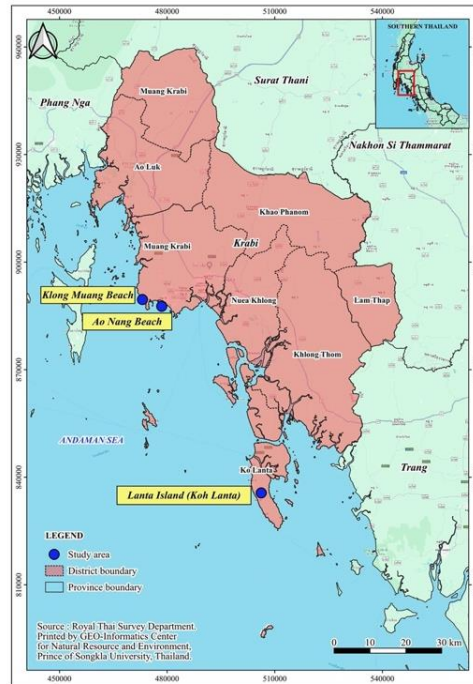 450000 480000 510000 540000
SOUTHERN THAILAND
960000
930000
900000
870000
840000
810000
Phang Nga
Muang Krabi
Surat Thani
Nakhon Si Thammarat
Ao Luk
Khao Phanom
Muang Krabi
Krabi
Klong Muang Beach
Nuea Khlong
Lam Thap
Ao Nang Beach
Khlong Thom
ANDAMAN SEA
Trang
Ko Lanta
Lanta Island (Koh Lanta)
LEGEND
Study area
District boundary
Province boundary
Source : Royal Thai Survey Department.
Printed by GEO-Informatics Center
for Natural Resource and Environment,
Prince of Songkla University, Thailand.
0 10 20 30 km
450000 480000 510000 540000